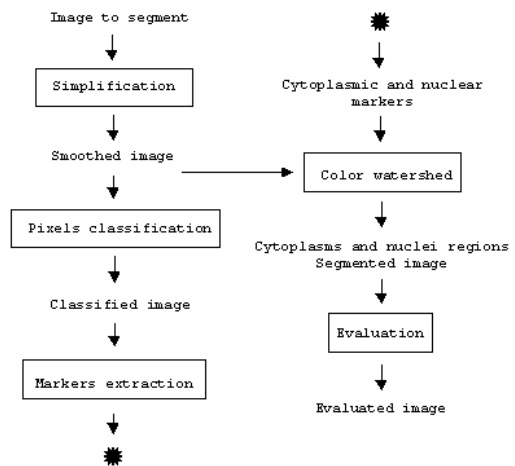 Image to segment
Simplification
Smoothed image
Pixels classification
Classified image
Markers extraction
Cytoplasmic and nuclear
markers
Color watershed
Cytoplasms and nuclei regions
Segmented image
Evaluation
Evaluated image